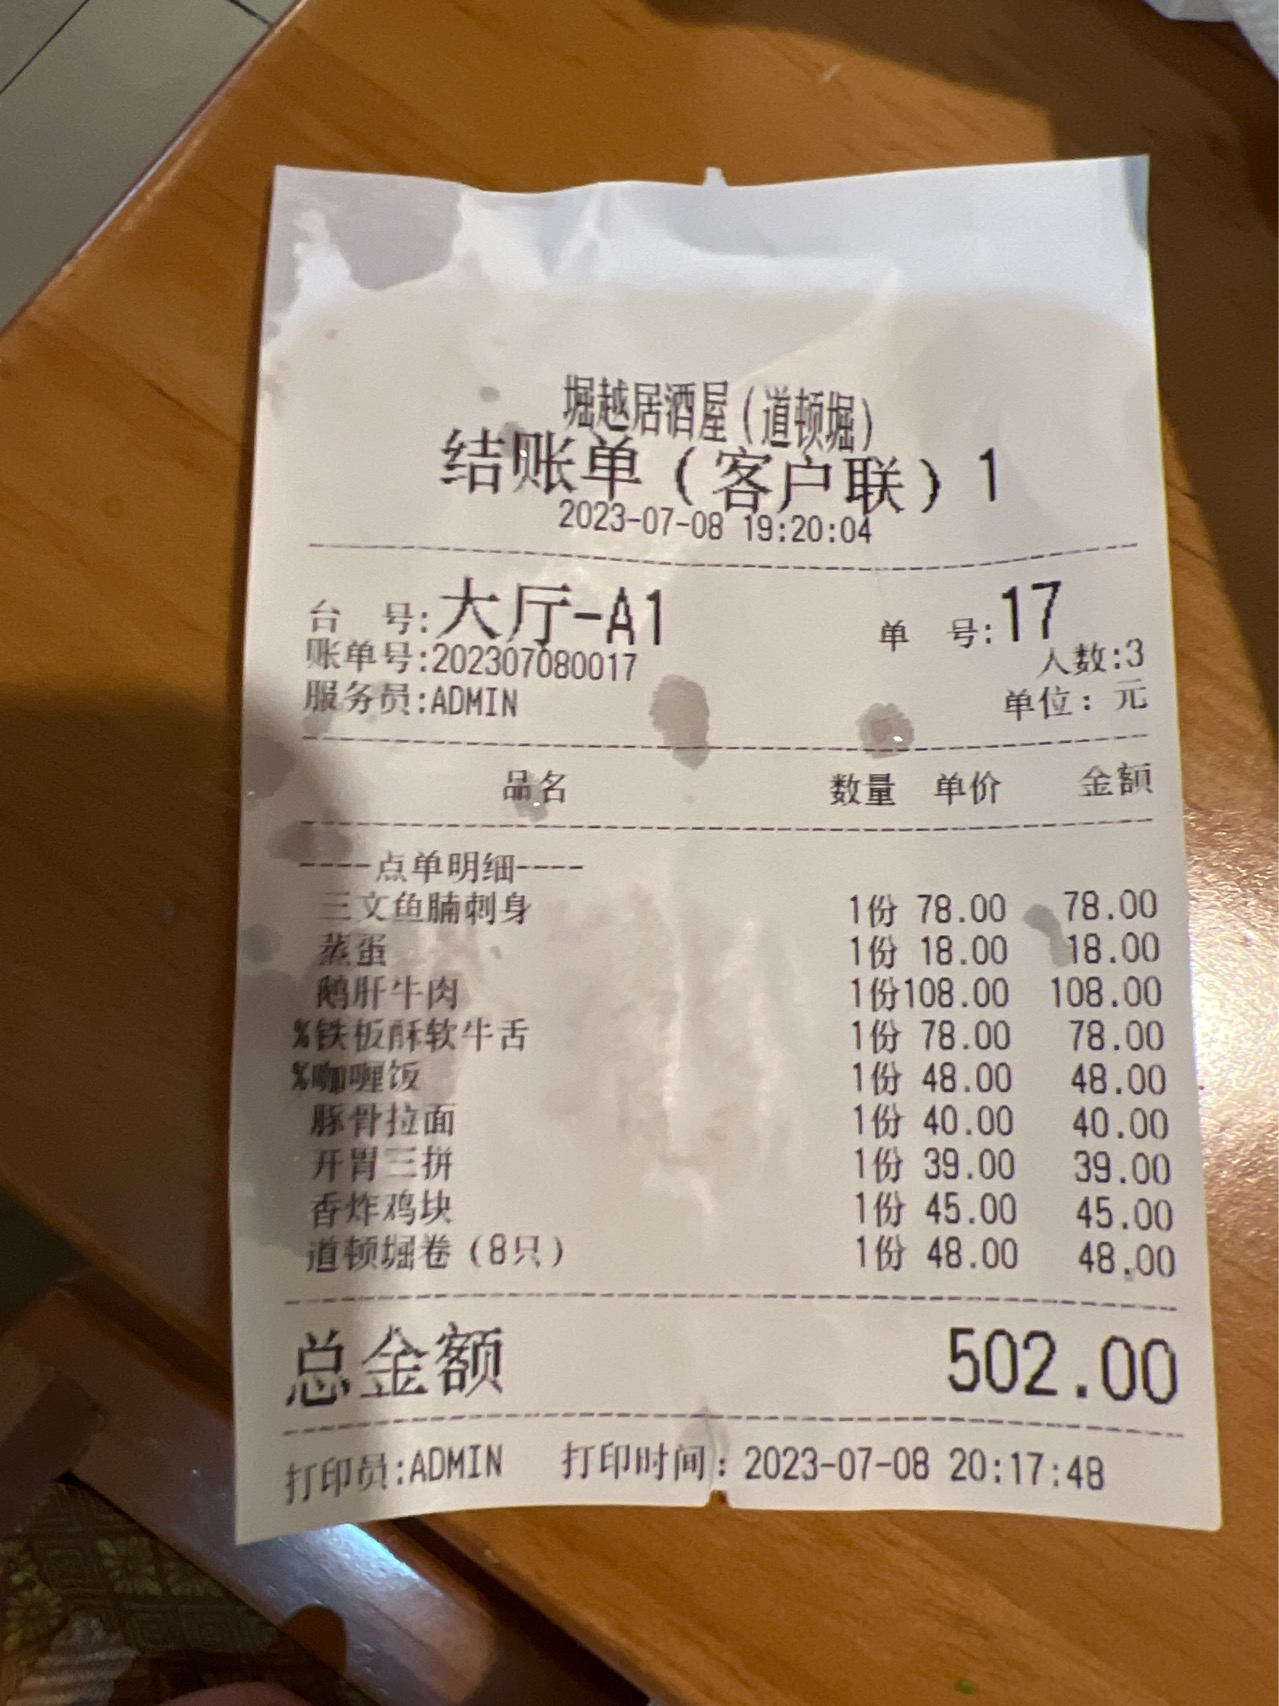 堀越居酒屋(道顿堀)
结账单(客户联)1
2023-07-08 19:20:04
台 号:大厅-A1 单 号:17
账单号:202307080017 人数:3
服务员:ADMIN 单位: 元
品名 数量 单价 金额
----点单明细----
三文鱼腩刺身 1份 78.00 78.00
蒸蛋 1份 18.00 18.00
鹅肝牛肉 1份108.00 108.00
%铁板酥软牛舌 1份 78.00 78.00
%咖喱饭 1份 48.00 48.00
豚骨拉面 1份 40.00 40.00
开胃三拼 1份 39.00 39.00
香炸鸡块 1份 45.00 45.00
道顿堀卷(8只) 1份 48.00 48.00
总金额 502.00
打印员:ADMIN 打印时间: 2023-07-08 20:17:48